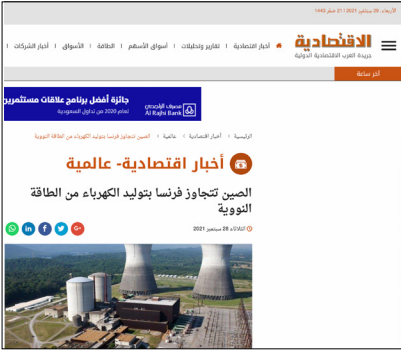 الأربعاء, 29 سبتمبر 2021 | 21 صفر 1443
الاقتصادية
جريدة العرب الاقتصادية الدولية
أخبار اقتصادية | تقارير وتحليلات | أسواق الأسهم | الطاقة | الأسواق | أخبار الشركات |
آخر ساعة
جائزة أفضل برنامج علاقات مستثمرين
لعام 2020 من تداول السعودية
مصرف الراجحي
Al Rajhi Bank
الرئيسية › أخبار اقتصادية › عالمية › الصين تتجاوز فرنسا بتوليد الكهرباء من الطاقة النووية
أخبار اقتصادية- عالمية
الصين تتجاوز فرنسا بتوليد الكهرباء من الطاقة
النووية
الثلاثاء 28 سبتمبر 2021